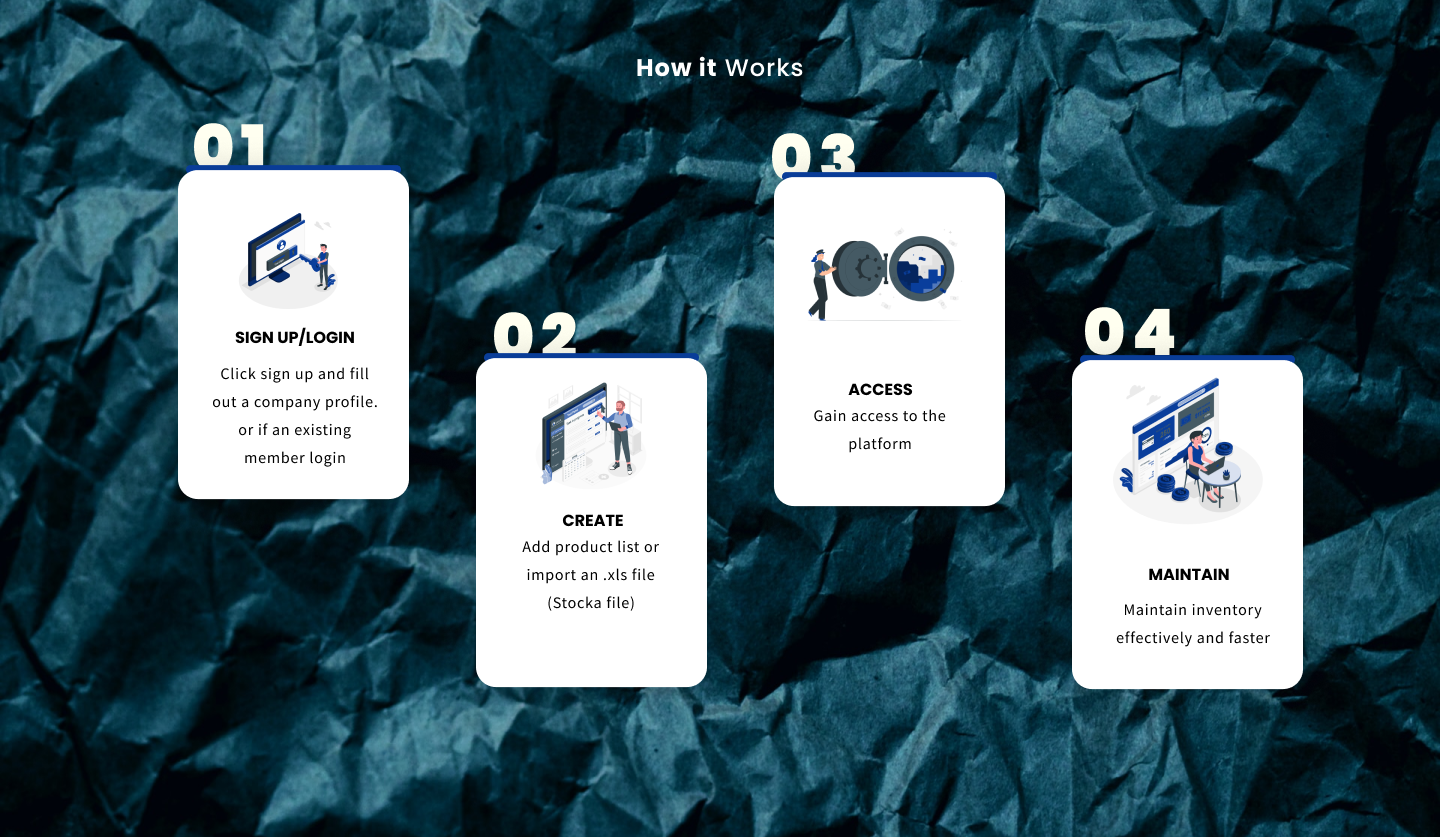 How it Works
01
SIGN UP/LOGIN
Click sign up and fill
out a company profile.
or if an existing
member login
02
CREATE
Add product list or
import an .xls file
(Stocka file)
03
ACCESS
Gain access to the
platform
04
MAINTAIN
Maintain inventory
effectively and faster